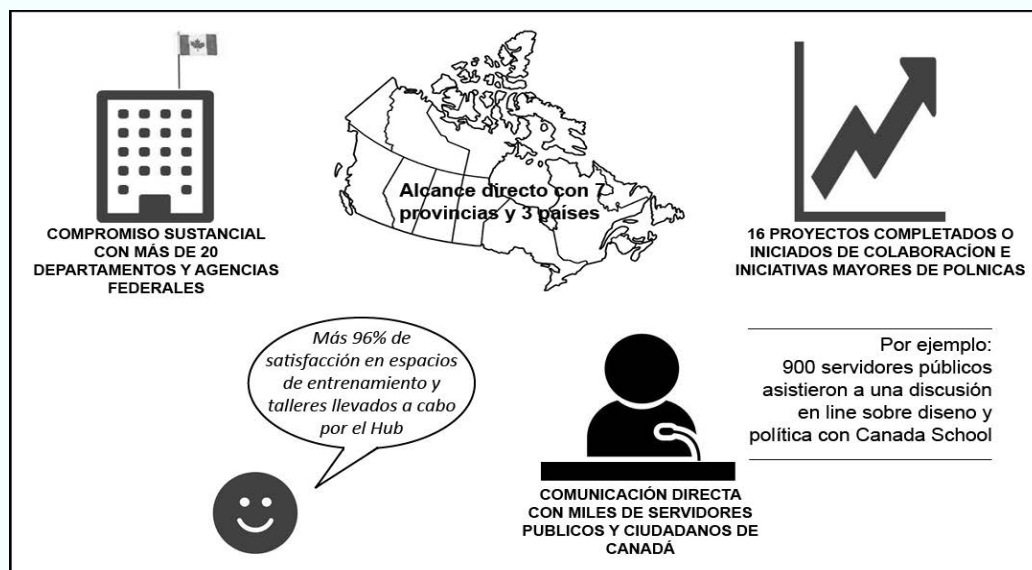 COMPROMISO SUSTANCIAL
CON MÁS DE 20
DEPARTAMENTOS Y AGENCIAS
FEDERALES
Alcance directo con 7
provincias y 3 países
16 PROYECTOS COMPLETADOS O
INICIADOS DE COLABORACÍON E
INICIATIVAS MAYORES DE POLNICAS
Más 96% de
satisfacción en espacios
de entrenamiento y
talleres llevados a cabo
por el Hub
COMUNICACIÓN DIRECTA
CON MILES DE SERVIDORES
PUBLICOS Y CIUDADANOS DE
CANADÁ
Por ejemplo:
900 servidores públicos
asistieron a una discusión
en line sobre diseno y
política con Canada School